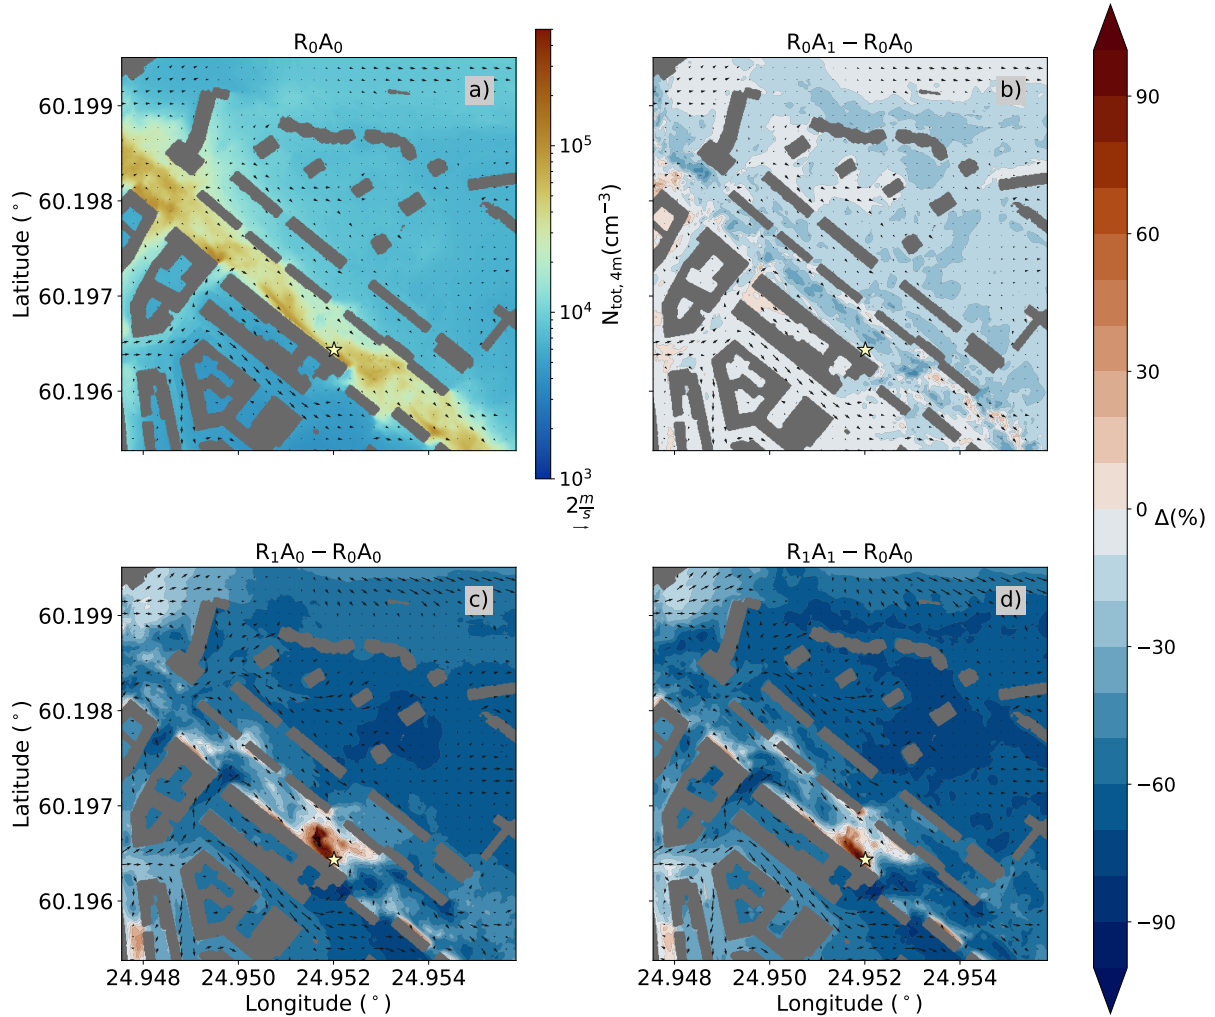 R₀A₀
R₀A₁ − R₀A₀
a)
b)
60.199
60.198
60.197
60.196
Latitude (°)
10⁵
10⁴
10³
Nₜₒₜ,₄ₘ(cm⁻³)
2 m/s
90
60
30
0
−30
−60
−90
Δ(%)
R₁A₀ − R₀A₀
R₁A₁ − R₀A₀
c)
d)
60.199
60.198
60.197
60.196
Latitude (°)
24.948 24.950 24.952 24.954
Longitude (°)
24.948 24.950 24.952 24.954
Longitude (°)